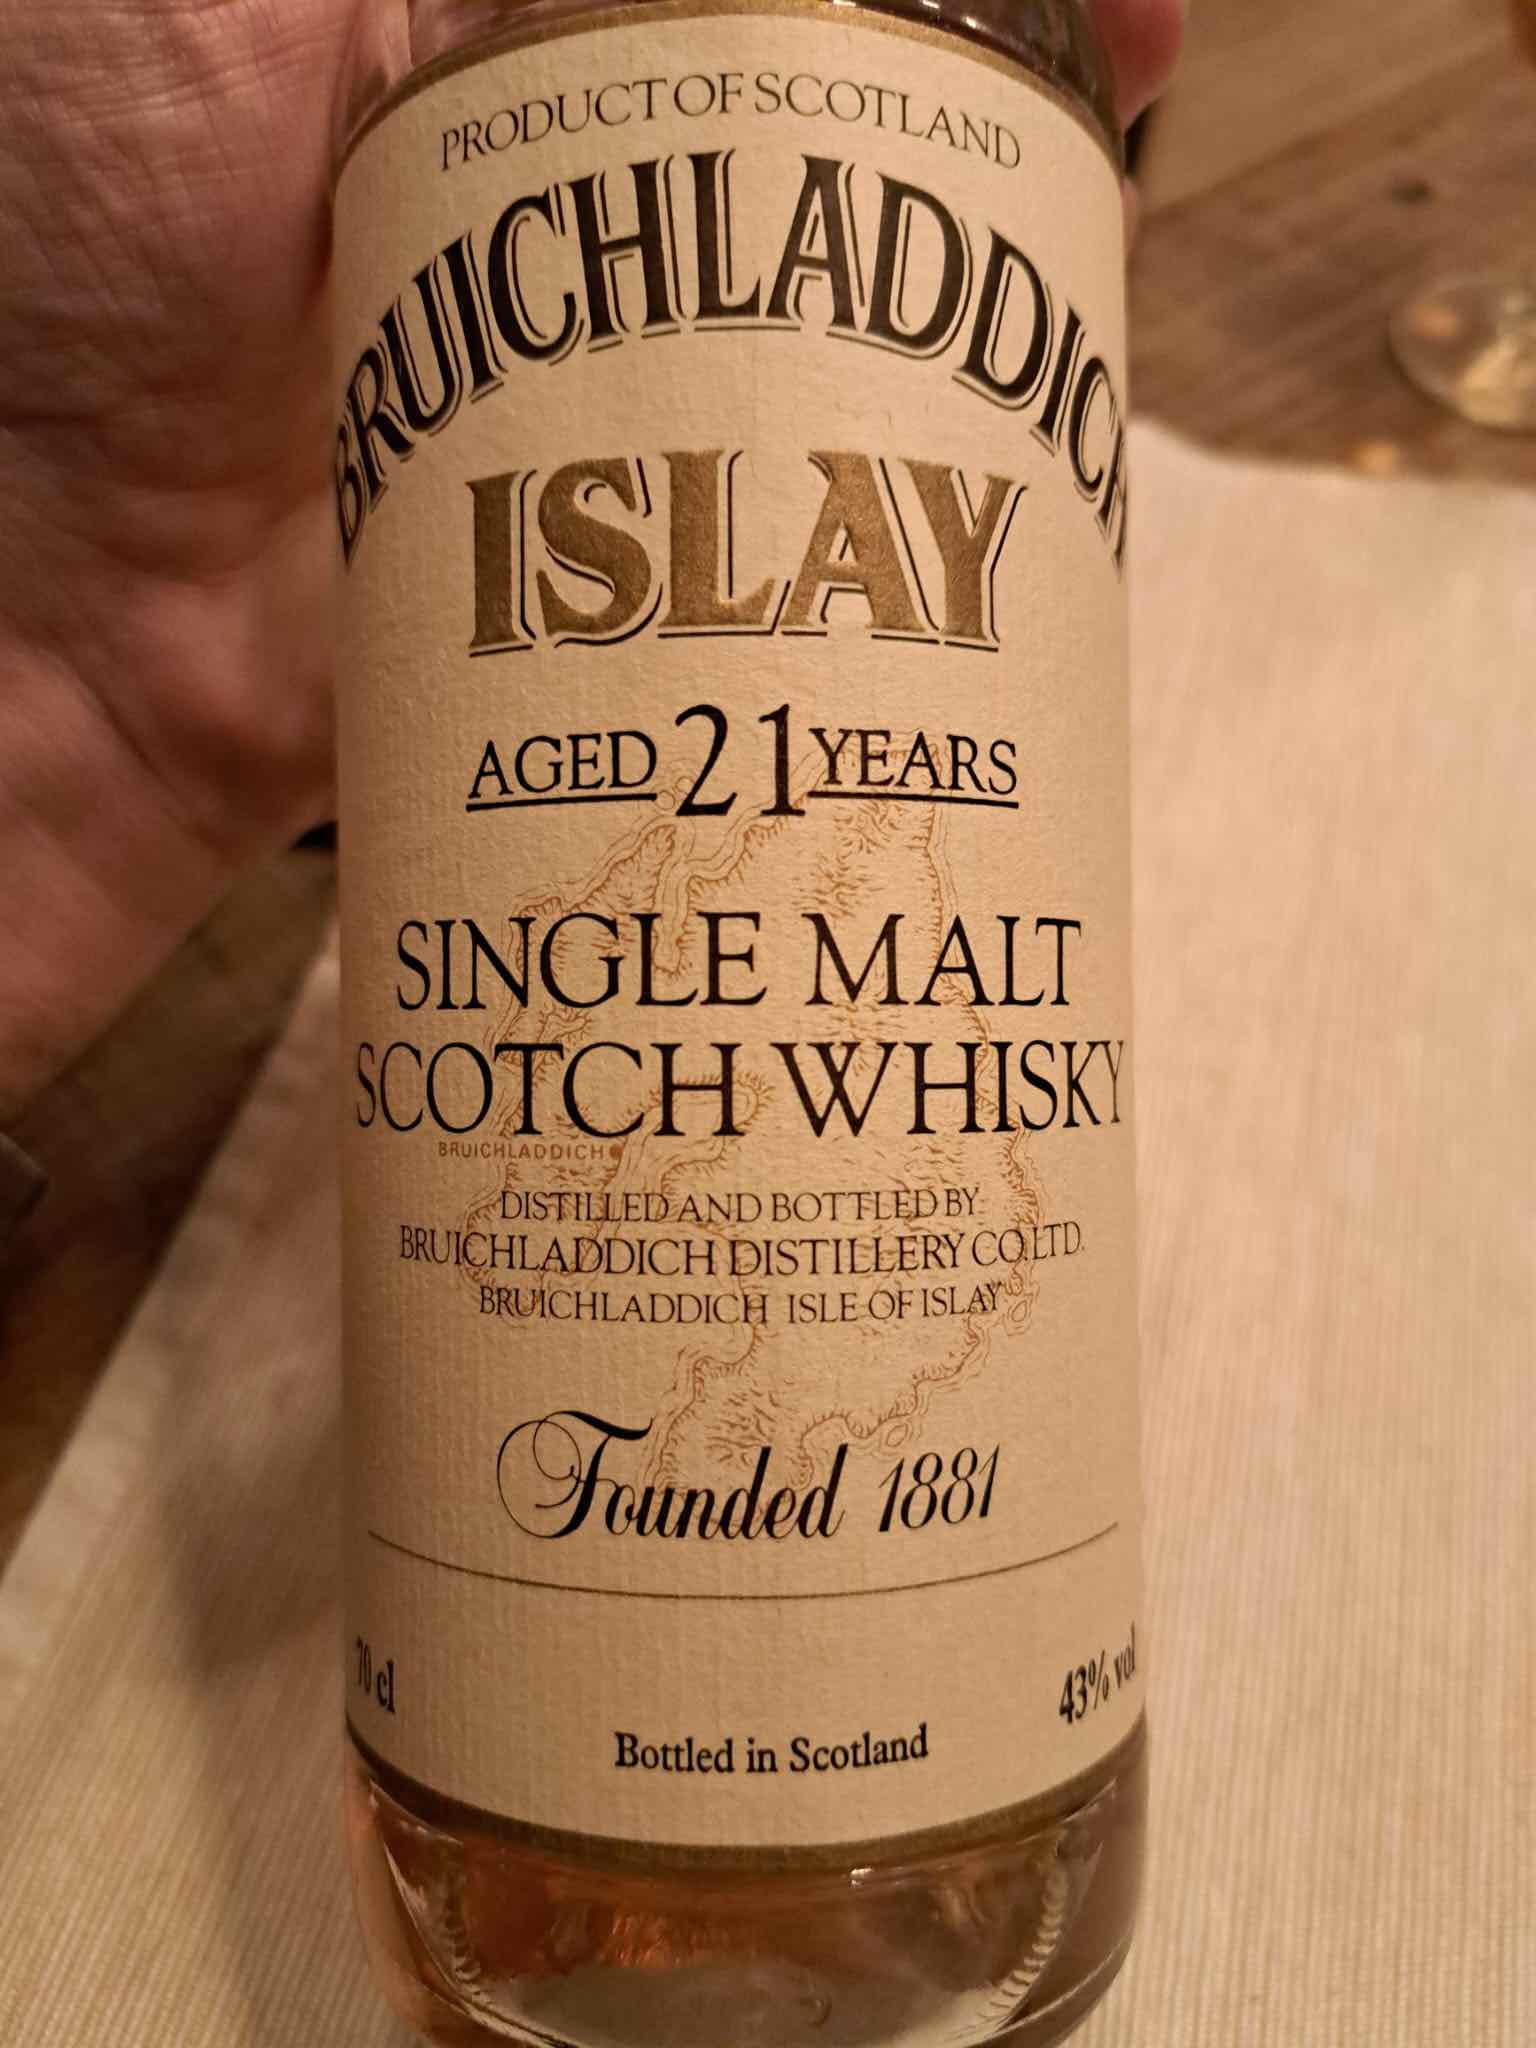 PRODUCT OF SCOTLAND
BRUICHLADDICH
ISLAY
AGED 21 YEARS
SINGLE MALT
SCOTCH WHISKY
BRUICHLADDICH
DISTILLED AND BOTTLED BY:
BRUICHLADDICH DISTILLERY CO. LTD.
BRUICHLADDICH ISLE OF ISLAY
Founded 1881
70 cl
43% vol
Bottled in Scotland